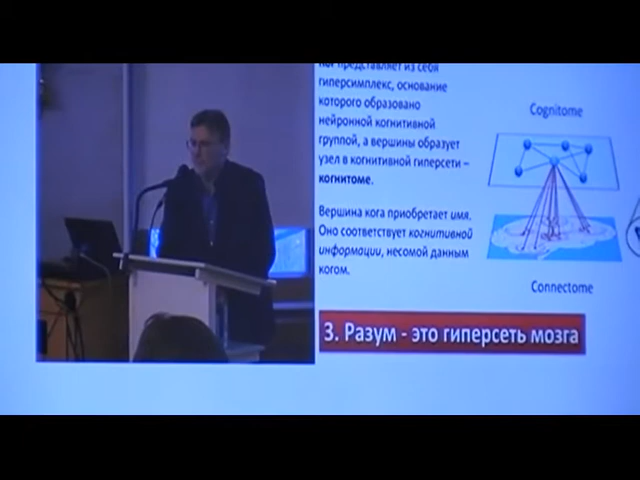 Ког представляет из себя
гиперсимплекс, основание
которого образовано
нейронной когнитивной
группой, а вершины образует
узел в когнитивной гиперсети –
когнитоме.
Вершина кога приобретает имя.
Оно соответствует когнитивной
информации, несомой данным
когом.
Cognitome
Connectome
3. Разум - это гиперсеть мозга